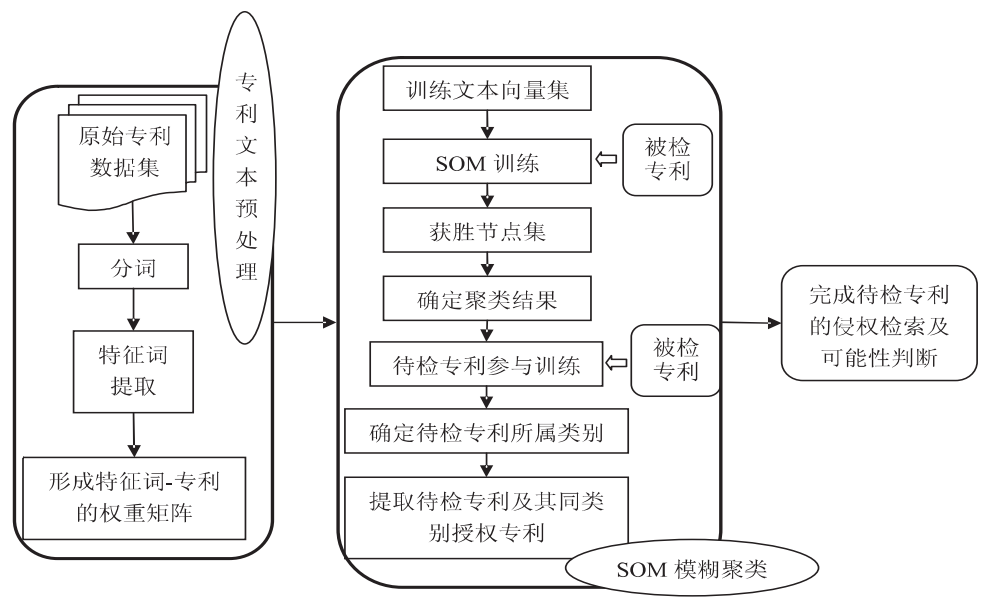 原始专利
数据集
分词
特征词
提取
形成特征词-专利
的权重矩阵
专利文本预处理
训练文本向量集
SOM 训练
被检
专利
获胜节点集
确定聚类结果
待检专利参与训练
被检
专利
确定待检专利所属类别
提取待检专利及其同类
别授权专利
SOM 模糊聚类
完成待检专利
的侵权检索及
可能性判断